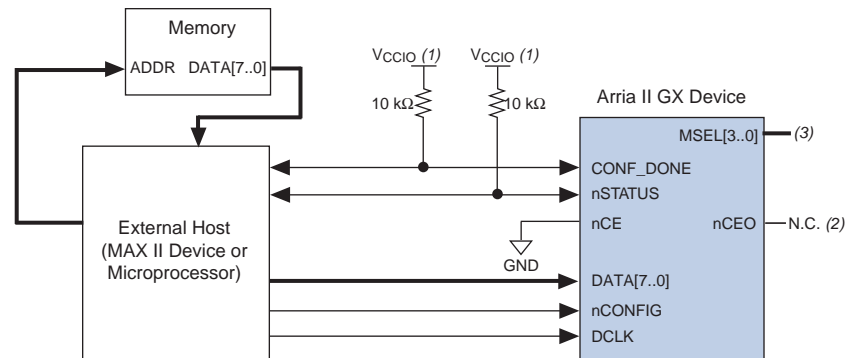 Memory
ADDR DATA[7..0]
VCCIO (1) VCCIO (1)
10 kΩ 10 kΩ
Arria II GX Device
MSEL[3..0] (3)
CONF_DONE
nSTATUS
nCE nCEO N.C. (2)
GND
External Host
(MAX II Device or
Microprocessor)
DATA[7..0]
nCONFIG
DCLK